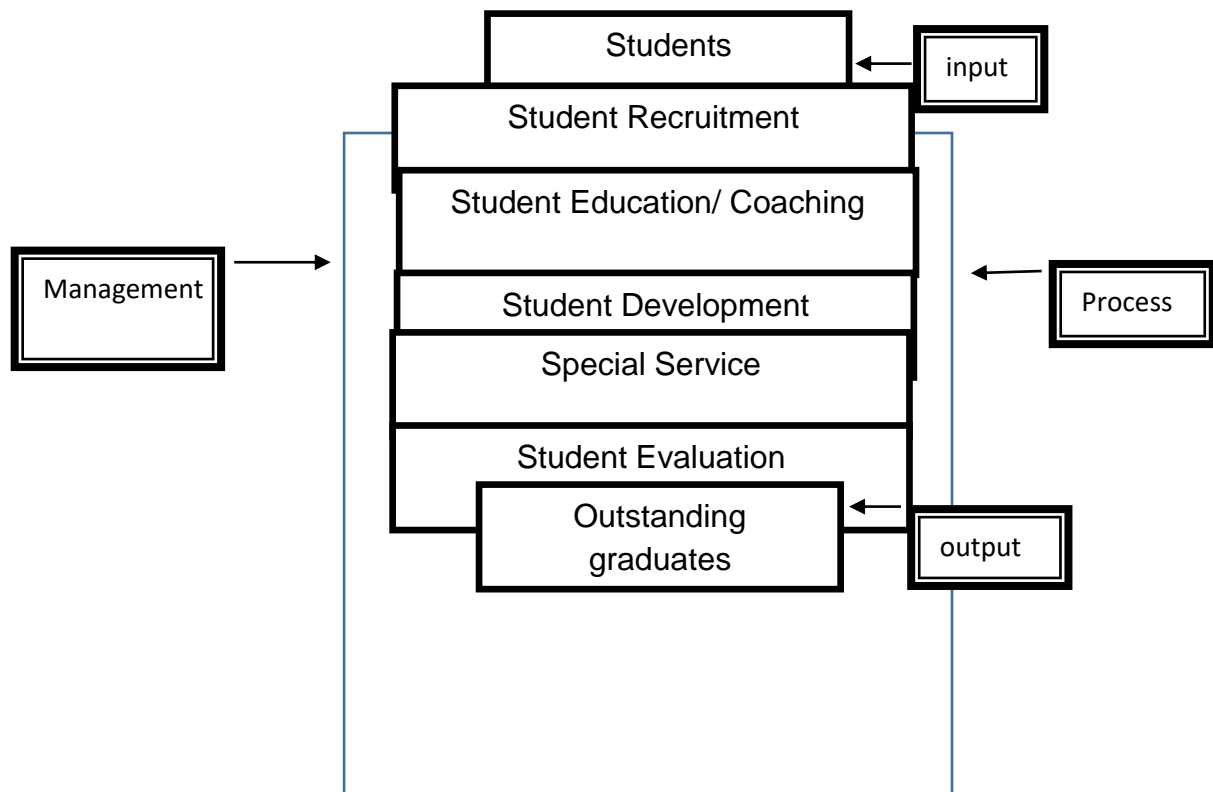 Students
input
Student Recruitment
Student Education/ Coaching
Management
Student Development
Process
Special Service
Student Evaluation
Outstanding
graduates
output